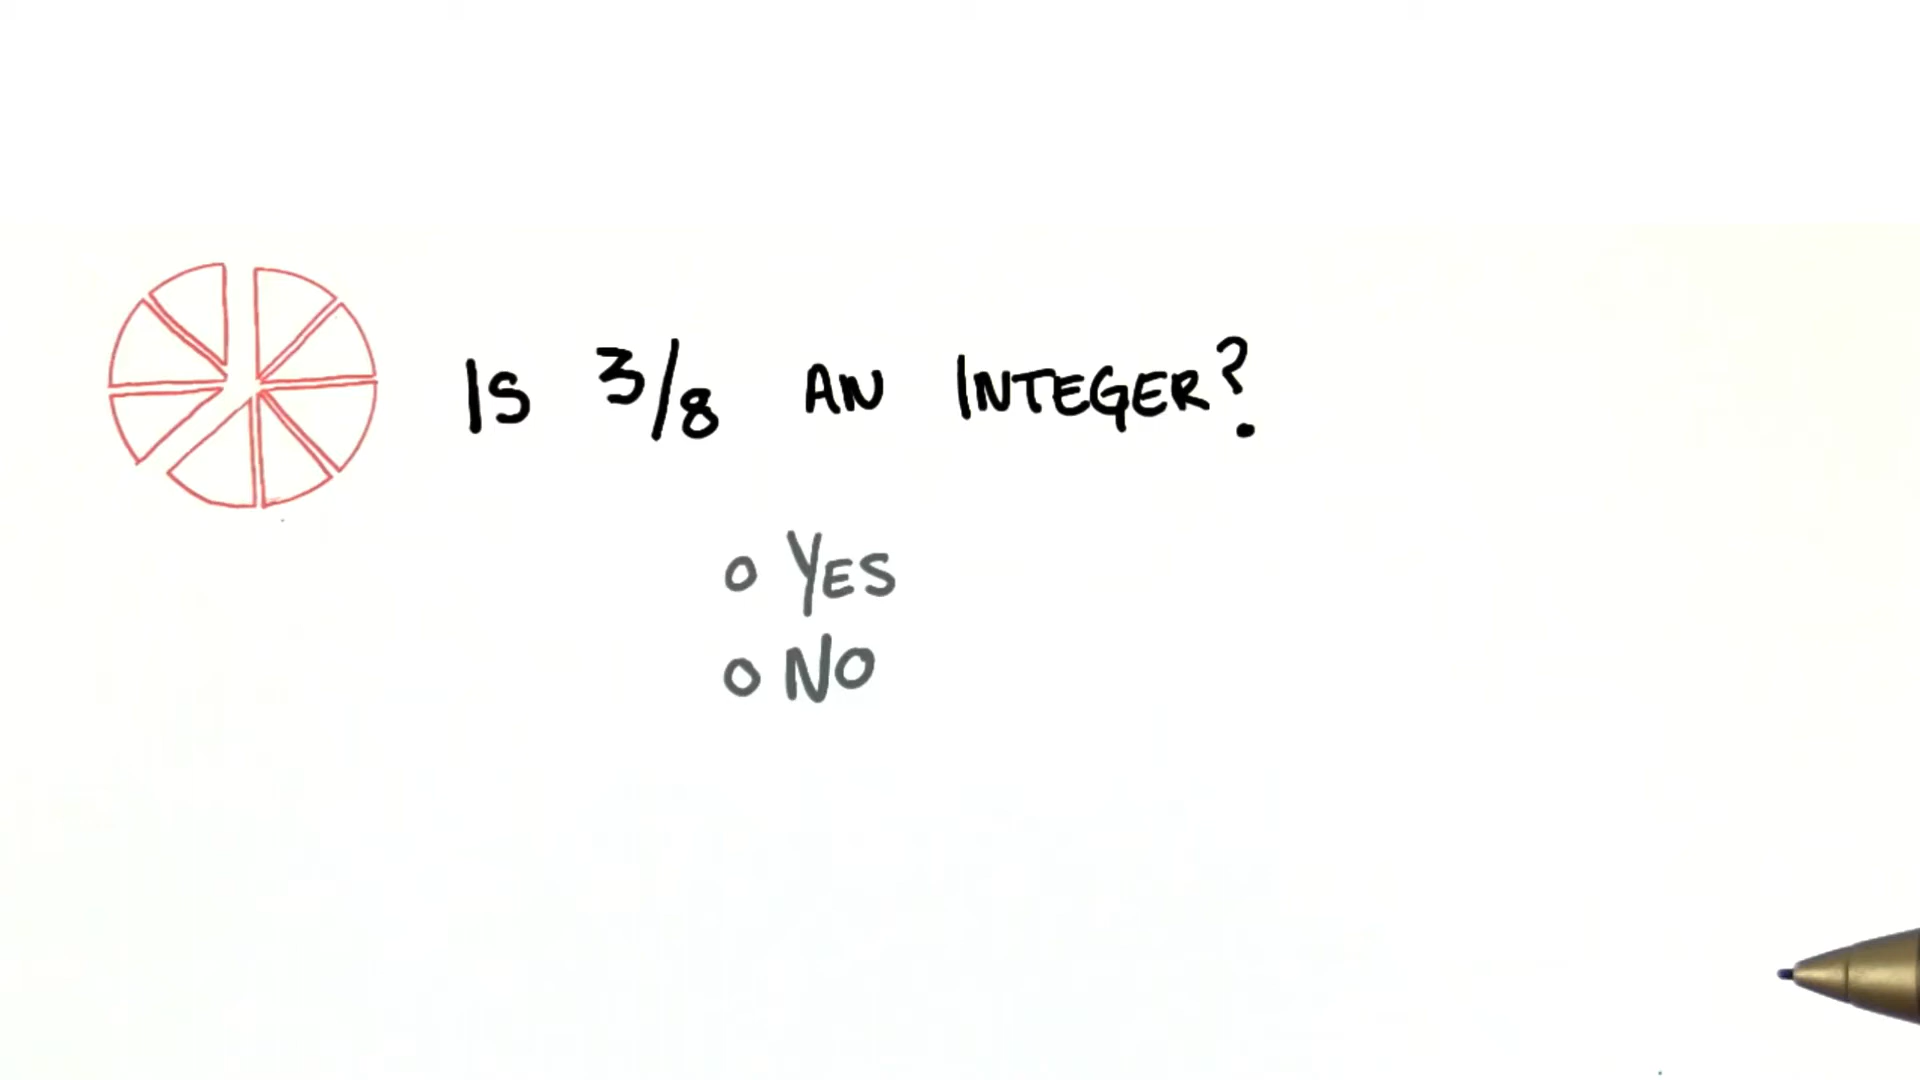 Is 3/8 AN INTEGER?
o YES
o NO